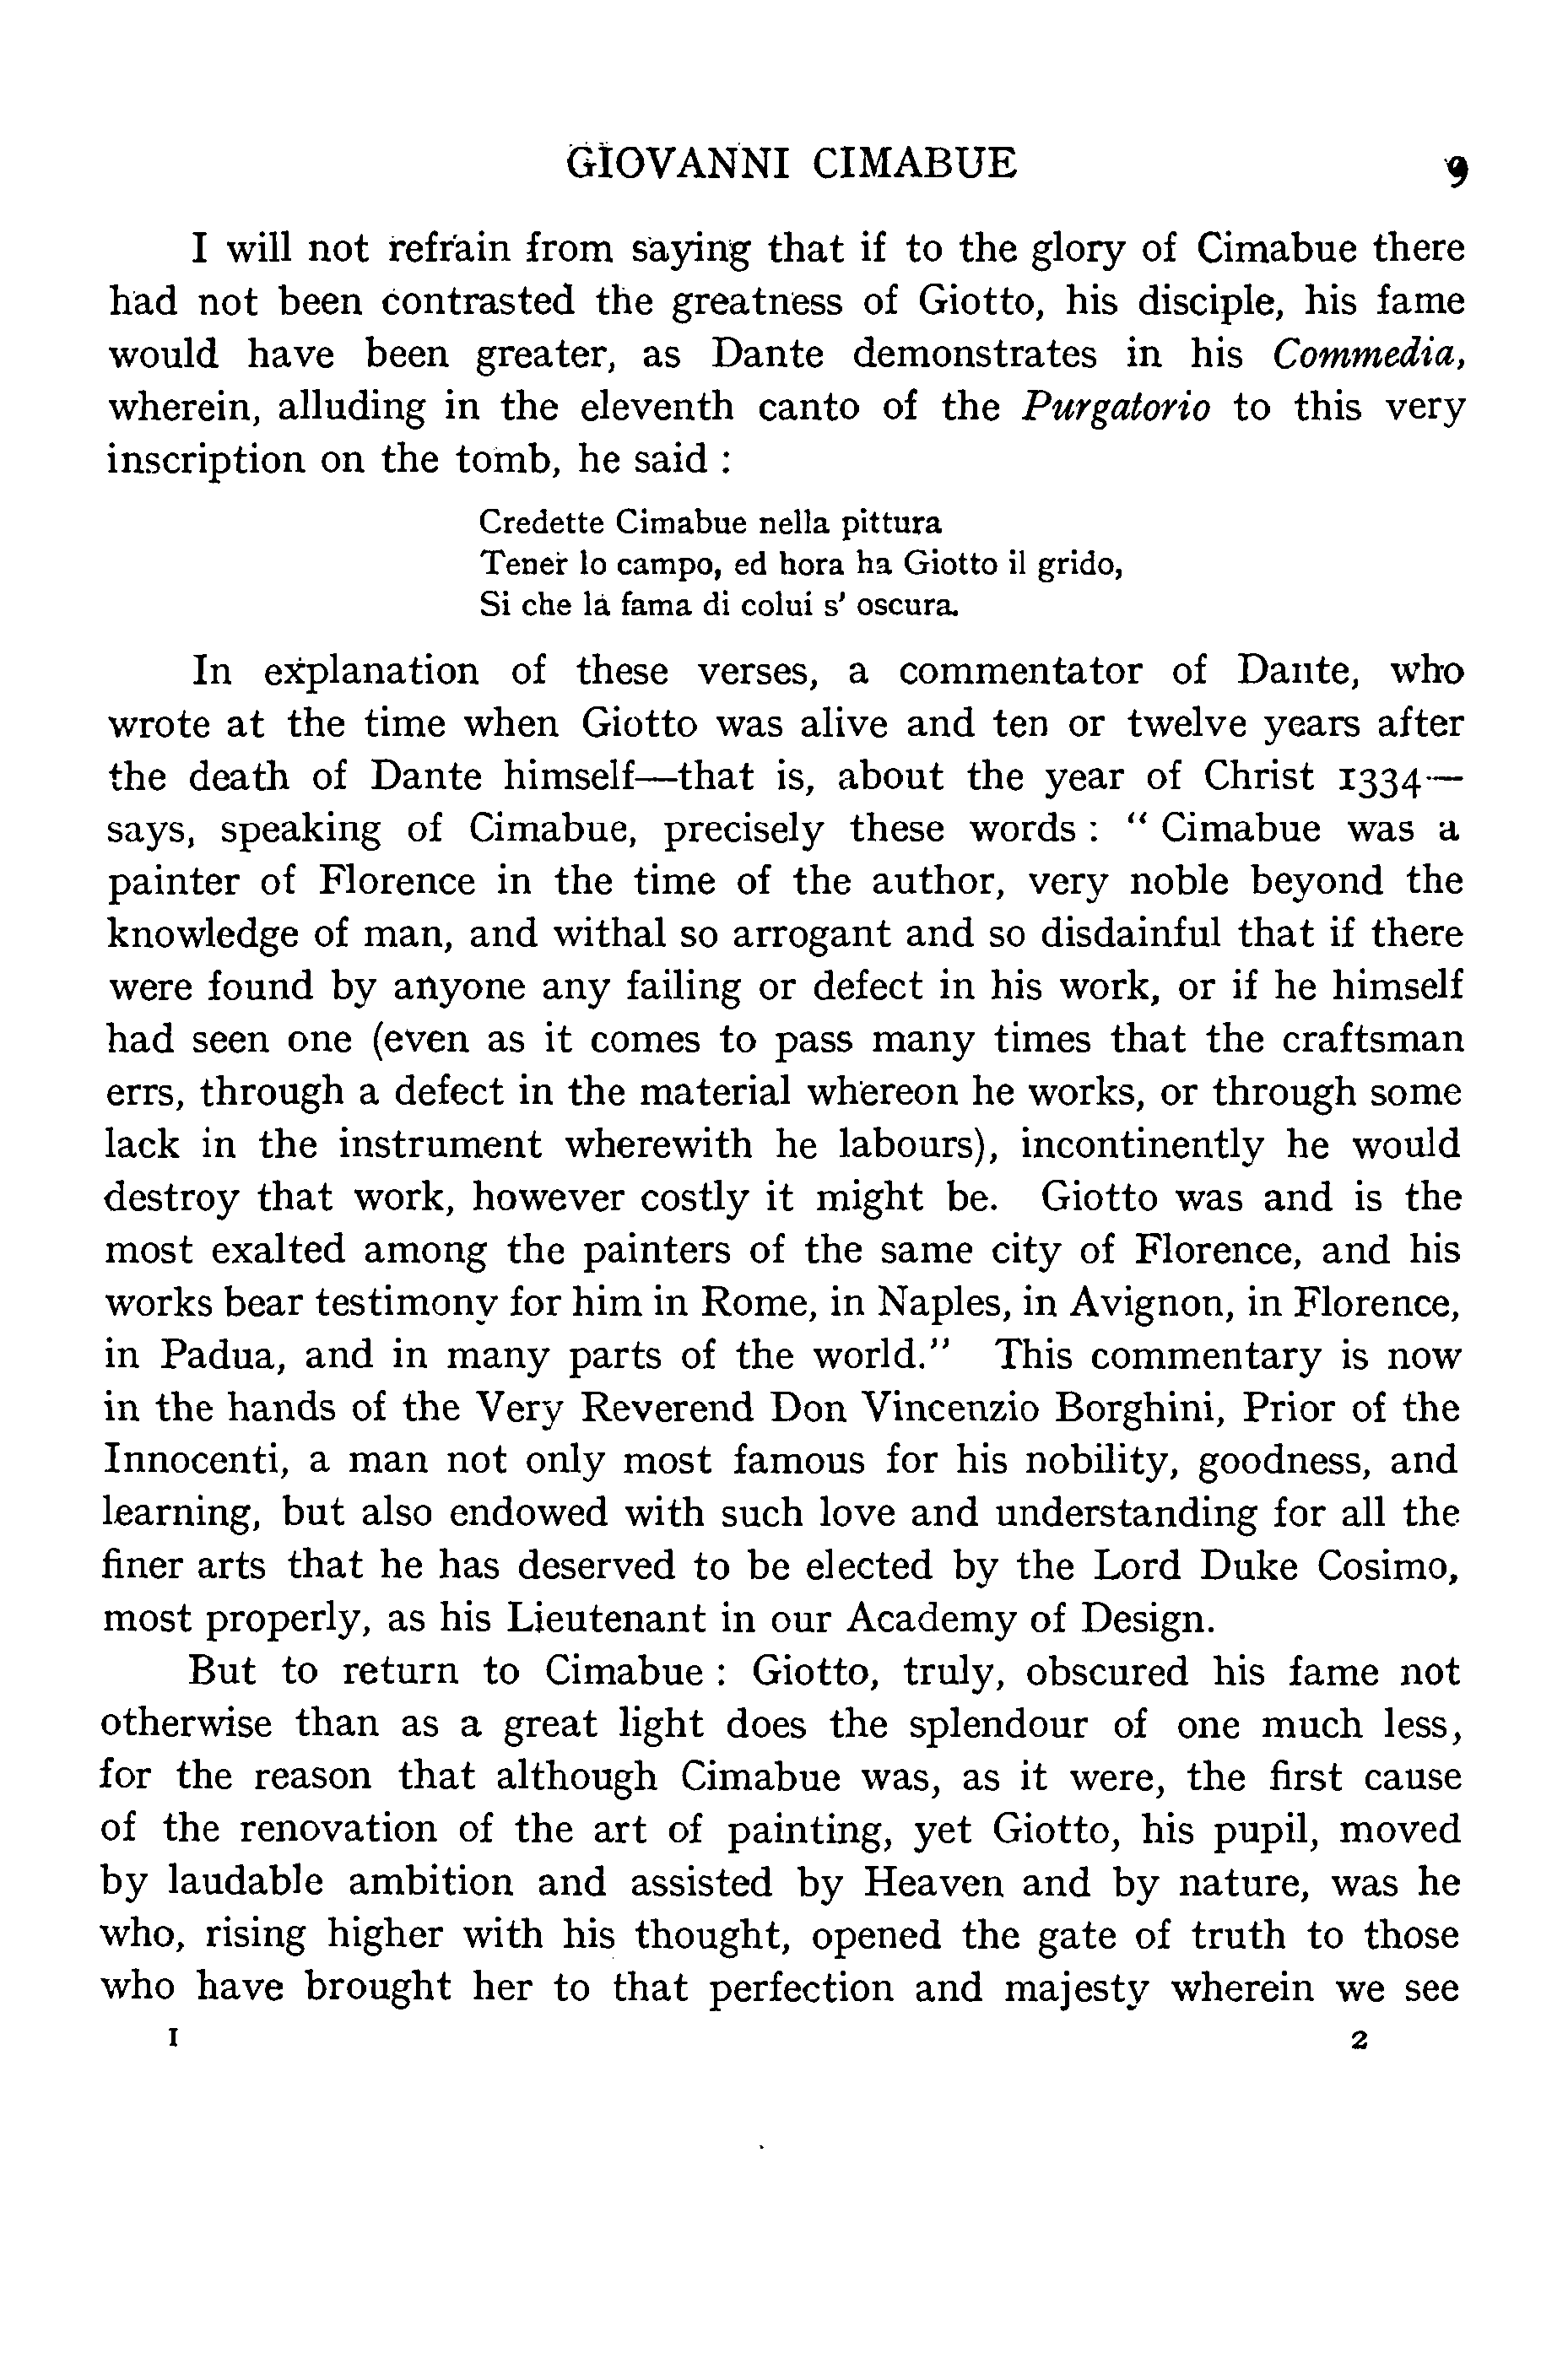 GIOVANNI CIMABUE 9
I will not refrain from saying that if to the glory of Cimabue there
had not been contrasted the greatness of Giotto, his disciple, his fame
would have been greater, as Dante demonstrates in his Commedia,
wherein, alluding in the eleventh canto of the Purgatorio to this very
inscription on the tomb, he said :
Credette Cimabue nella pittura
Tener lo campo, ed hora ha Giotto il grido,
Si che la fama di colui s' oscura.
In explanation of these verses, a commentator of Dante, who
wrote at the time when Giotto was alive and ten or twelve years after
the death of Dante himself—that is, about the year of Christ 1334—
says, speaking of Cimabue, precisely these words : “ Cimabue was a
painter of Florence in the time of the author, very noble beyond the
knowledge of man, and withal so arrogant and so disdainful that if there
were found by anyone any failing or defect in his work, or if he himself
had seen one (even as it comes to pass many times that the craftsman
errs, through a defect in the material whereon he works, or through some
lack in the instrument wherewith he labours), incontinently he would
destroy that work, however costly it might be. Giotto was and is the
most exalted among the painters of the same city of Florence, and his
works bear testimony for him in Rome, in Naples, in Avignon, in Florence,
in Padua, and in many parts of the world.” This commentary is now
in the hands of the Very Reverend Don Vincenzio Borghini, Prior of the
Innocenti, a man not only most famous for his nobility, goodness, and
learning, but also endowed with such love and understanding for all the
finer arts that he has deserved to be elected by the Lord Duke Cosimo,
most properly, as his Lieutenant in our Academy of Design.
But to return to Cimabue : Giotto, truly, obscured his fame not
otherwise than as a great light does the splendour of one much less,
for the reason that although Cimabue was, as it were, the first cause
of the renovation of the art of painting, yet Giotto, his pupil, moved
by laudable ambition and assisted by Heaven and by nature, was he
who, rising higher with his thought, opened the gate of truth to those
who have brought her to that perfection and majesty wherein we see
I 2